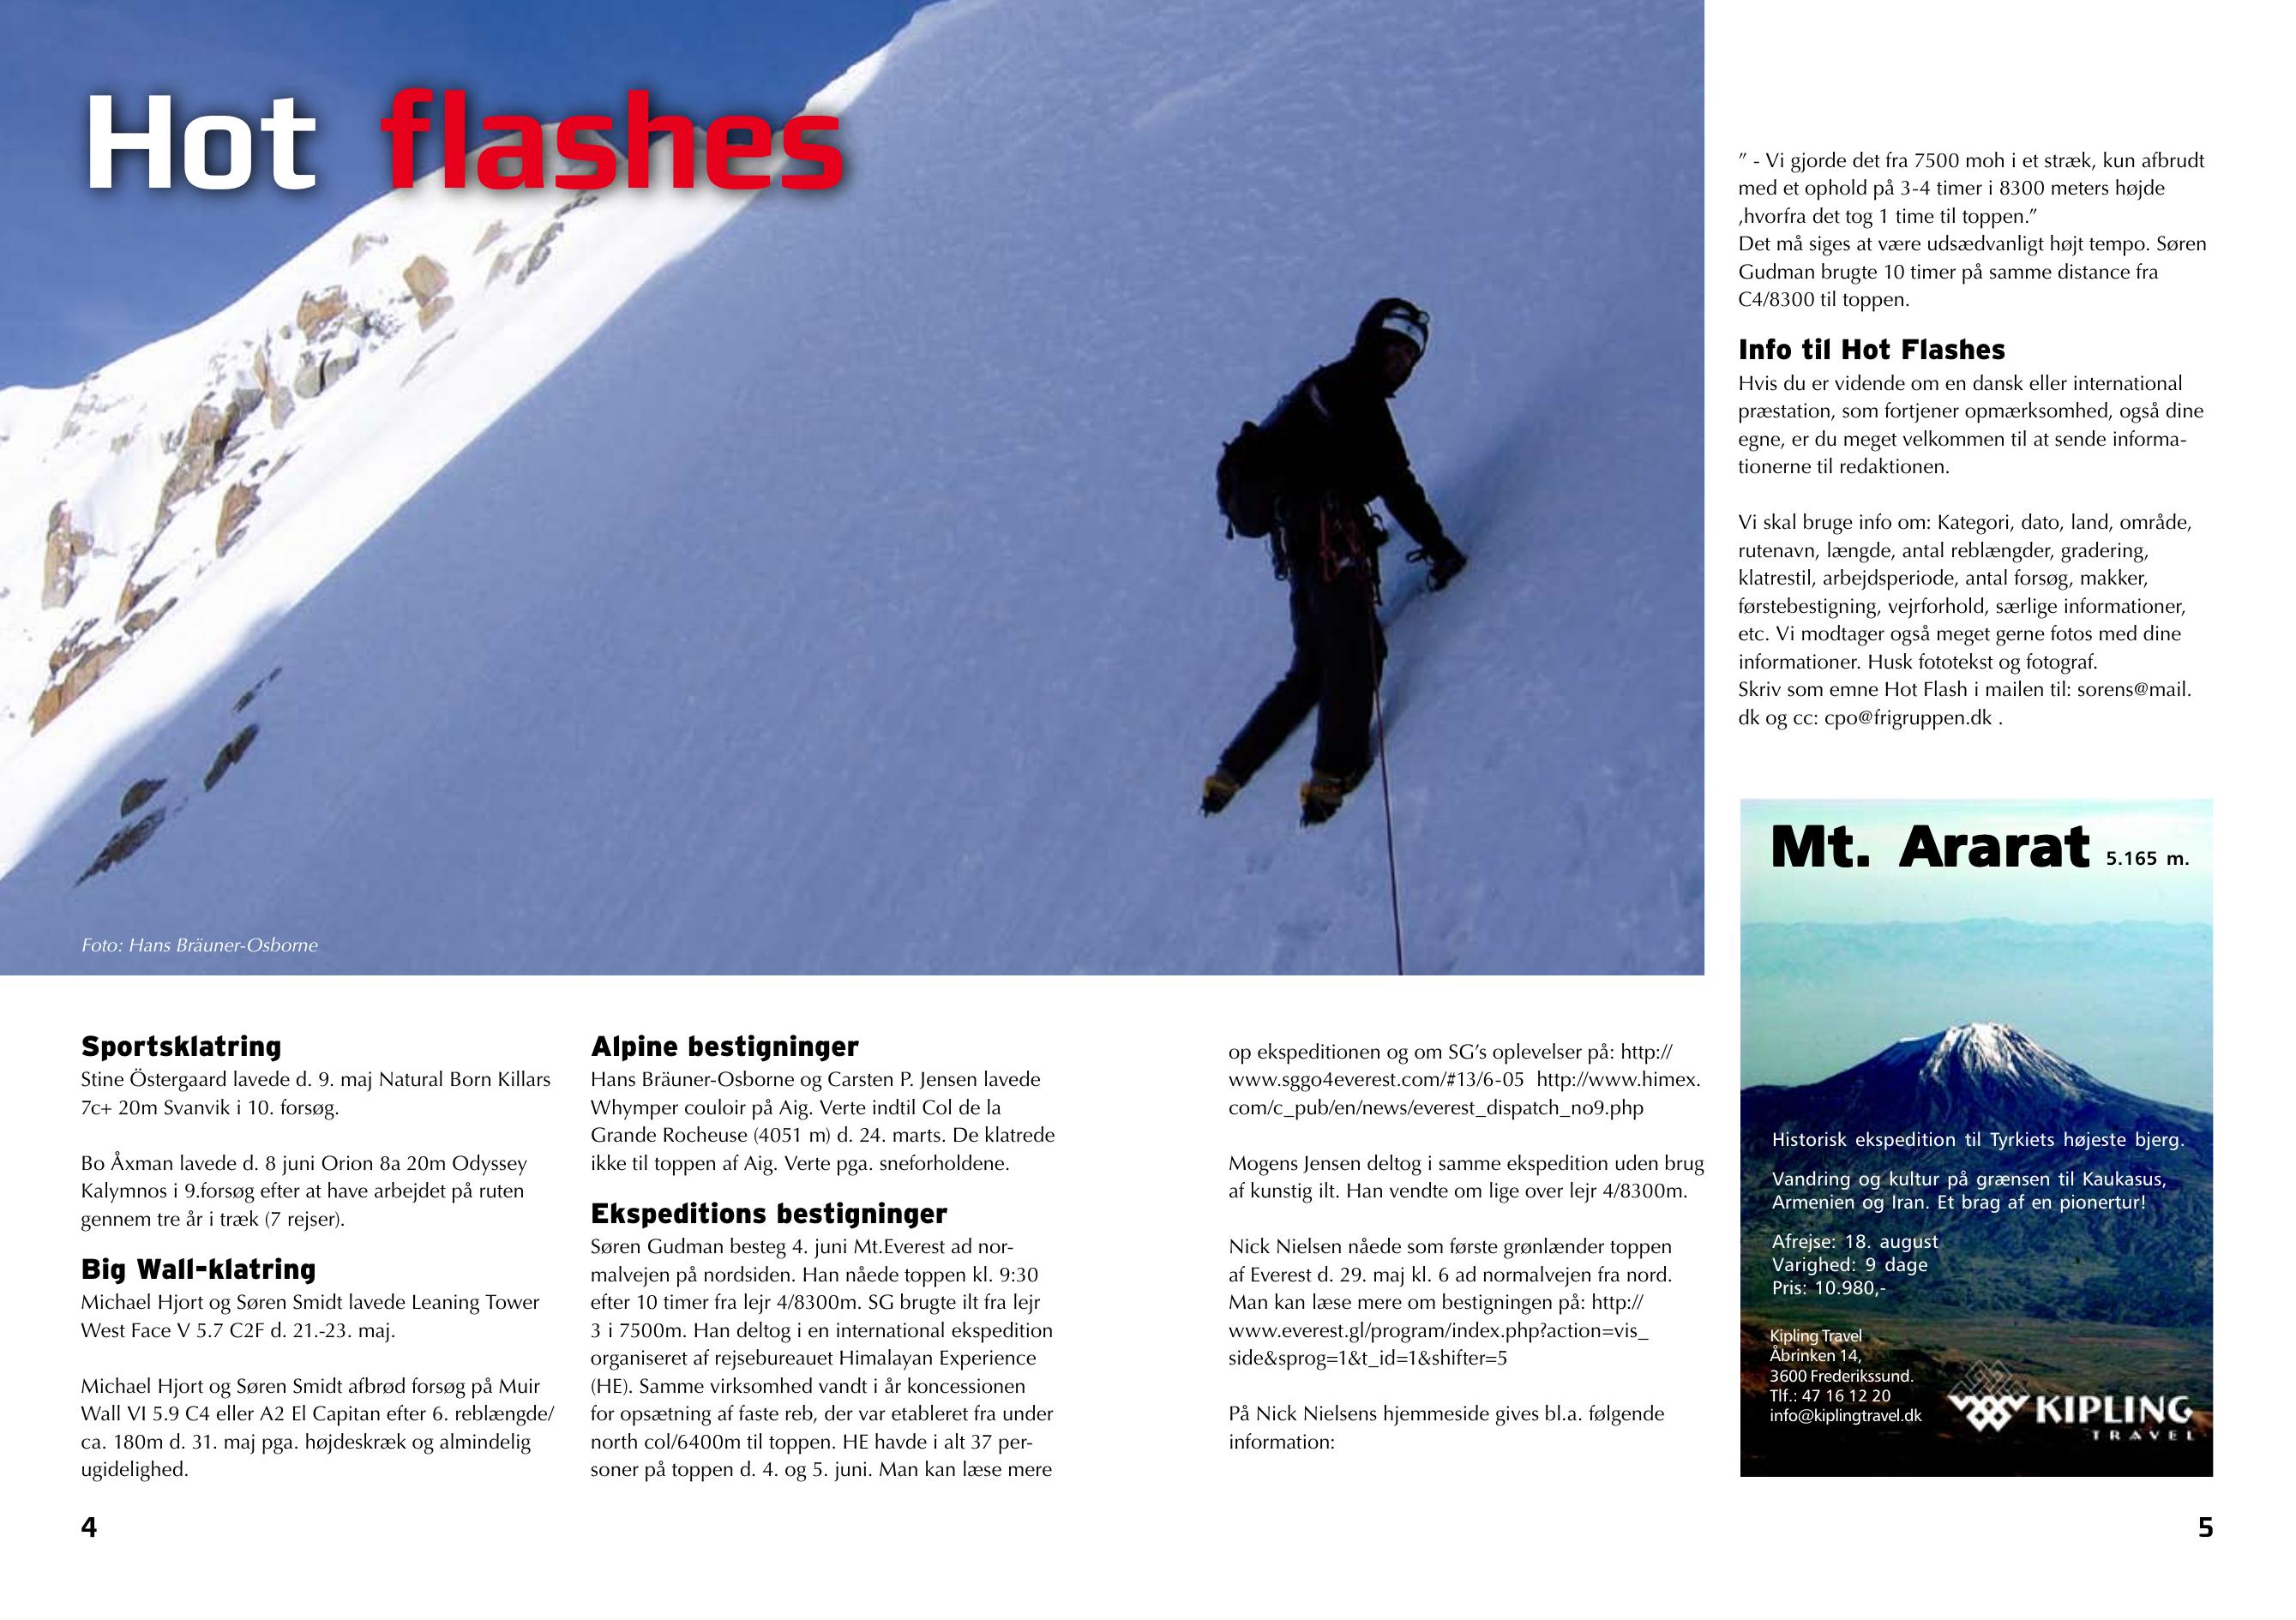 Hot flashes
Foto: Hans Bräuner-Osborne
Sportsklatring
Stine Östergaard lavede d. 9. maj Natural Born Killars
7c+ 20m Svanvik i 10. forsøg.
Bo Åxman lavede d. 8 juni Orion 8a 20m Odyssey
Kalymnos i 9.forsøg efter at have arbejdet på ruten
gennem tre år i træk (7 rejser).
Big Wall-klatring
Michael Hjort og Søren Smidt lavede Leaning Tower
West Face V 5.7 C2F d. 21.-23. maj.
Michael Hjort og Søren Smidt afbrød forsøg på Muir
Wall VI 5.9 C4 eller A2 El Capitan efter 6. reblængde/
ca. 180m d. 31. maj pga. højdeskræk og almindelig
ugidelighed.
Alpine bestigninger
Hans Bräuner-Osborne og Carsten P. Jensen lavede
Whymper couloir på Aig. Verte indtil Col de la
Grande Rocheuse (4051 m) d. 24. marts. De klatrede
ikke til toppen af Aig. Verte pga. sneforholdene.
Ekspeditions bestigninger
Søren Gudman besteg 4. juni Mt.Everest ad nor-
malvejen på nordsiden. Han nåede toppen kl. 9:30
efter 10 timer fra lejr 4/8300m. SG brugte ilt fra lejr
3 i 7500m. Han deltog i en international ekspedition
organiseret af rejsebureauet Himalayan Experience
(HE). Samme virksomhed vandt i år koncessionen
for opsætning af faste reb, der var etableret fra under
north col/6400m til toppen. HE havde i alt 37 per-
soner på toppen d. 4. og 5. juni. Man kan læse mere
op ekspeditionen og om SG’s oplevelser på: http://
www.sggo4everest.com/#13/6-05 http://www.himex.
com/c_pub/en/news/everest_dispatch_no9.php
Mogens Jensen deltog i samme ekspedition uden brug
af kunstig ilt. Han vendte om lige over lejr 4/8300m.
Nick Nielsen nåede som første grønlænder toppen
af Everest d. 29. maj kl. 6 ad normalvejen fra nord.
Man kan læse mere om bestigningen på: http://
www.everest.gl/program/index.php?action=vis_
side&sprog=1&t_id=1&shifter=5
På Nick Nielsens hjemmeside gives bl.a. følgende
information:
” - Vi gjorde det fra 7500 moh i et stræk, kun afbrudt
med et ophold på 3-4 timer i 8300 meters højde
,hvorfra det tog 1 time til toppen.”
Det må siges at være udsædvanligt højt tempo. Søren
Gudman brugte 10 timer på samme distance fra
C4/8300 til toppen.
Info til Hot Flashes
Hvis du er vidende om en dansk eller international
præstation, som fortjener opmærksomhed, også dine
egne, er du meget velkommen til at sende informa-
tionerne til redaktionen.
Vi skal bruge info om: Kategori, dato, land, område,
rutenavn, længde, antal reblængder, gradering,
klatrestil, arbejdsperiode, antal forsøg, makker,
førstebestigning, vejrforhold, særlige informationer,
etc. Vi modtager også meget gerne fotos med dine
informationer. Husk fototekst og fotograf.
Skriv som emne Hot Flash i mailen til: sorens@mail.
dk og cc: cpo@frigruppen.dk .
Mt. Ararat 5.165 m.
Historisk ekspedition til Tyrkiets højeste bjerg.
Vandring og kultur på grænsen til Kaukasus,
Armenien og Iran. Et brag af en pionertur!
Afrejse: 18. august
Varighed: 9 dage
Pris: 10.980,-
Kipling Travel
Åbrinken 14,
3600 Frederikssund.
Tlf.: 47 16 12 20
info@kiplingtravel.dk
KIPLING
TRAVEL
4
5